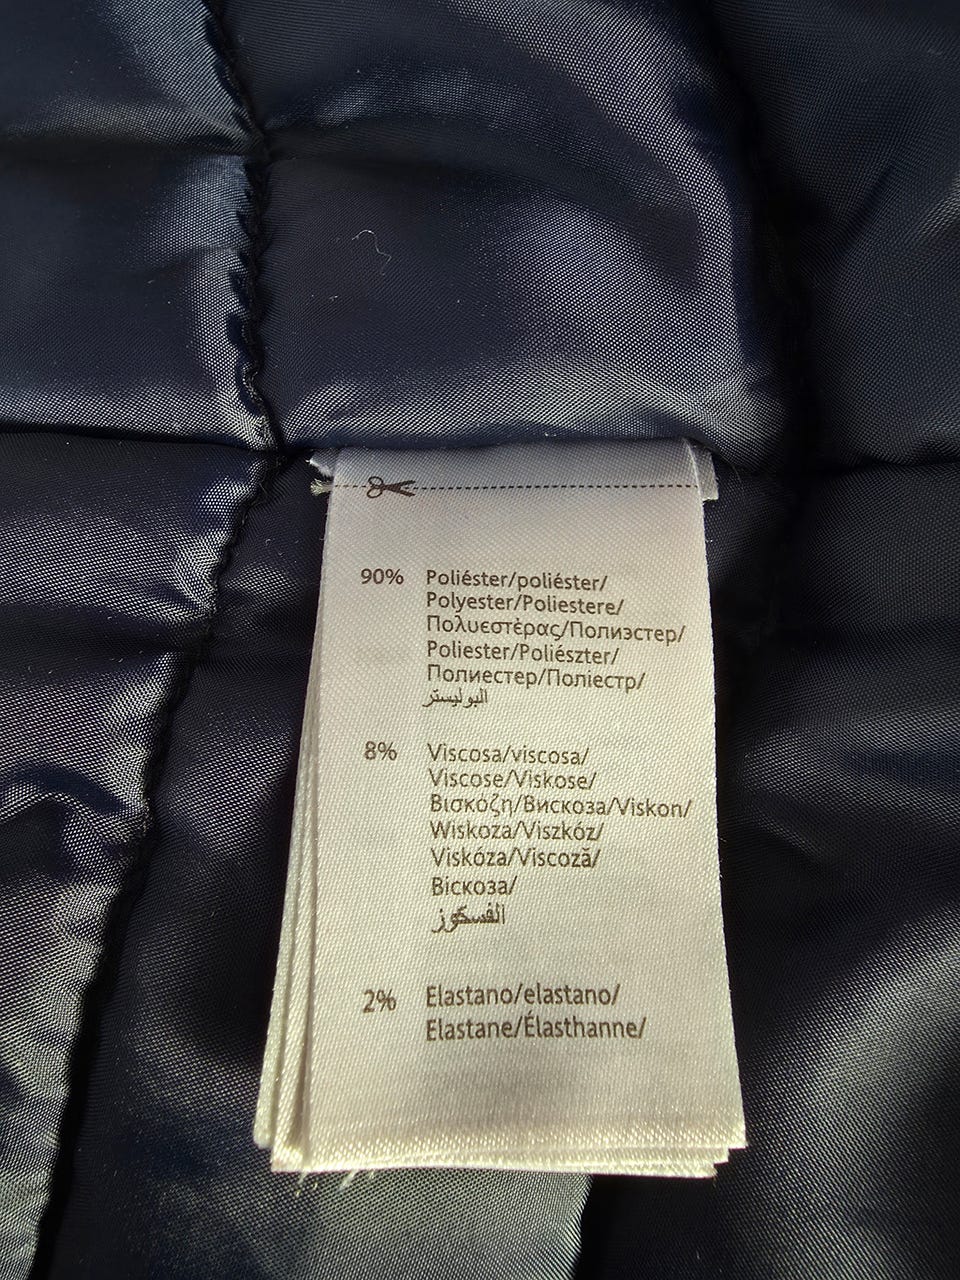 90% Poliéster/poliéster/
Polyester/Poliestere/
Πολυεστέρας/Полиэстер/
Poliester/Poliészter/
Полиестер/Поліестр/
البوليستر
8% Viscosa/viscosa/
Viscose/Viskose/
Βισκόζη/Вискоза/Viskon/
Wiskoza/Viszkóz/
Viskóza/Viscoză/
Віскоза/
الفسكوز
2% Elastano/elastano/
Elastane/Élasthanne/